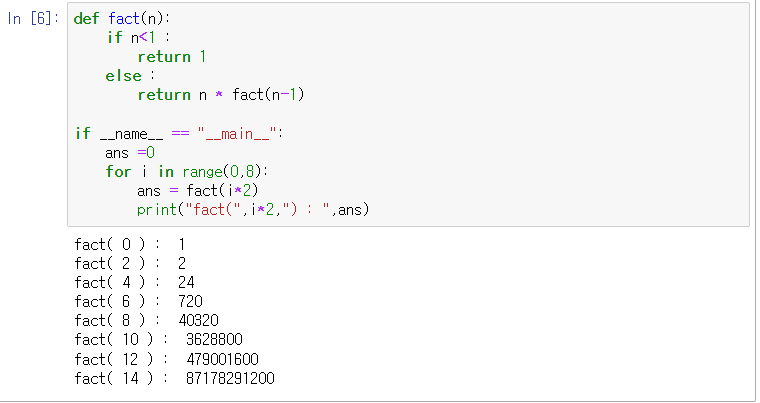 In [6]: def fact(n):
    if n<1 :
        return 1
    else :
        return n * fact(n-1)

if __name__ == "__main__":
    ans =0
    for i in range(0,8):
        ans = fact(i*2)
        print("fact(",i*2,") : ",ans)
fact( 0 ) :  1
fact( 2 ) :  2
fact( 4 ) :  24
fact( 6 ) :  720
fact( 8 ) :  40320
fact( 10 ) :  3628800
fact( 12 ) :  479001600
fact( 14 ) :  87178291200